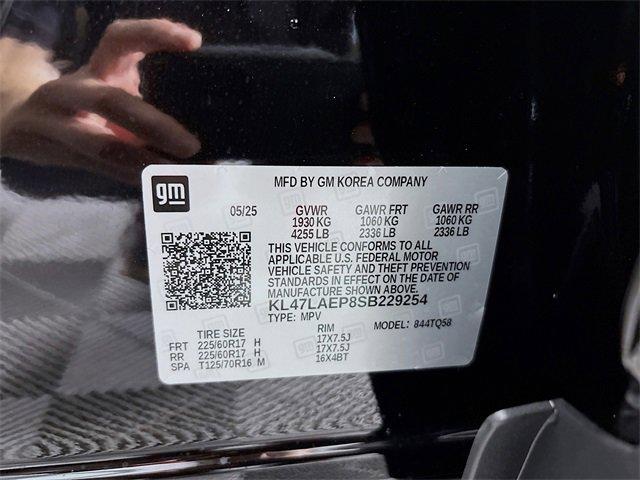 gm
MFD BY GM KOREA COMPANY
05/25 GVWR GAWR FRT GAWR RR
1930 KG 1060 KG 1060 KG
4255 LB 2336 LB 2336 LB
THIS VEHICLE CONFORMS TO ALL
APPLICABLE U.S. FEDERAL MOTOR
VEHICLE SAFETY AND THEFT PREVENTION
STANDARDS IN EFFECT ON THE DATE OF
MANUFACTURE SHOWN ABOVE.
KL47LAEP8SB229254
TYPE: MPV MODEL: 844TQ58
TIRE SIZE RIM
FRT 225/60R17 H 17X7.5J
RR 225/60R17 H 17X7.5J
SPA T125/70R16 M 16X4BT